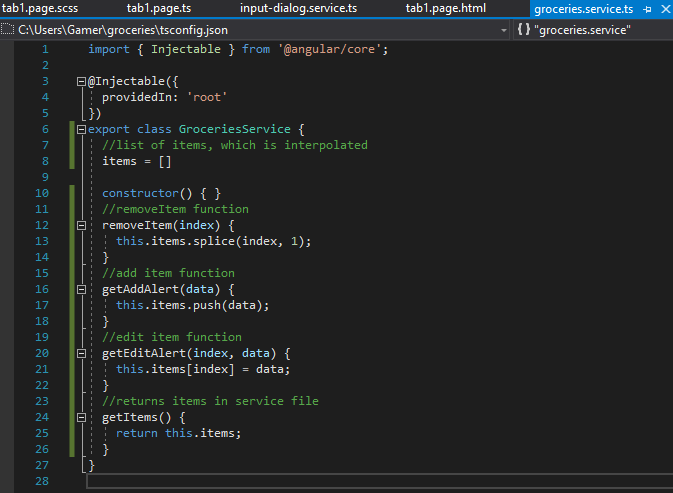 tab1.page.scss tab1.page.ts input-dialog.service.ts tab1.page.html groceries.service.ts
C:\Users\Gamer\groceries\tsconfig.json {} "groceries.service"
1 import { Injectable } from '@angular/core';
2
3 @Injectable({
4 providedIn: 'root'
5 })
6 export class GroceriesService {
7 //list of items, which is interpolated
8 items = []
9
10 constructor() { }
11 //removeItem function
12 removeItem(index) {
13 this.items.splice(index, 1);
14 }
15 //add item function
16 getAddAlert(data) {
17 this.items.push(data);
18 }
19 //edit item function
20 getEditAlert(index, data) {
21 this.items[index] = data;
22 }
23 //returns items in service file
24 getItems() {
25 return this.items;
26 }
27 }
28